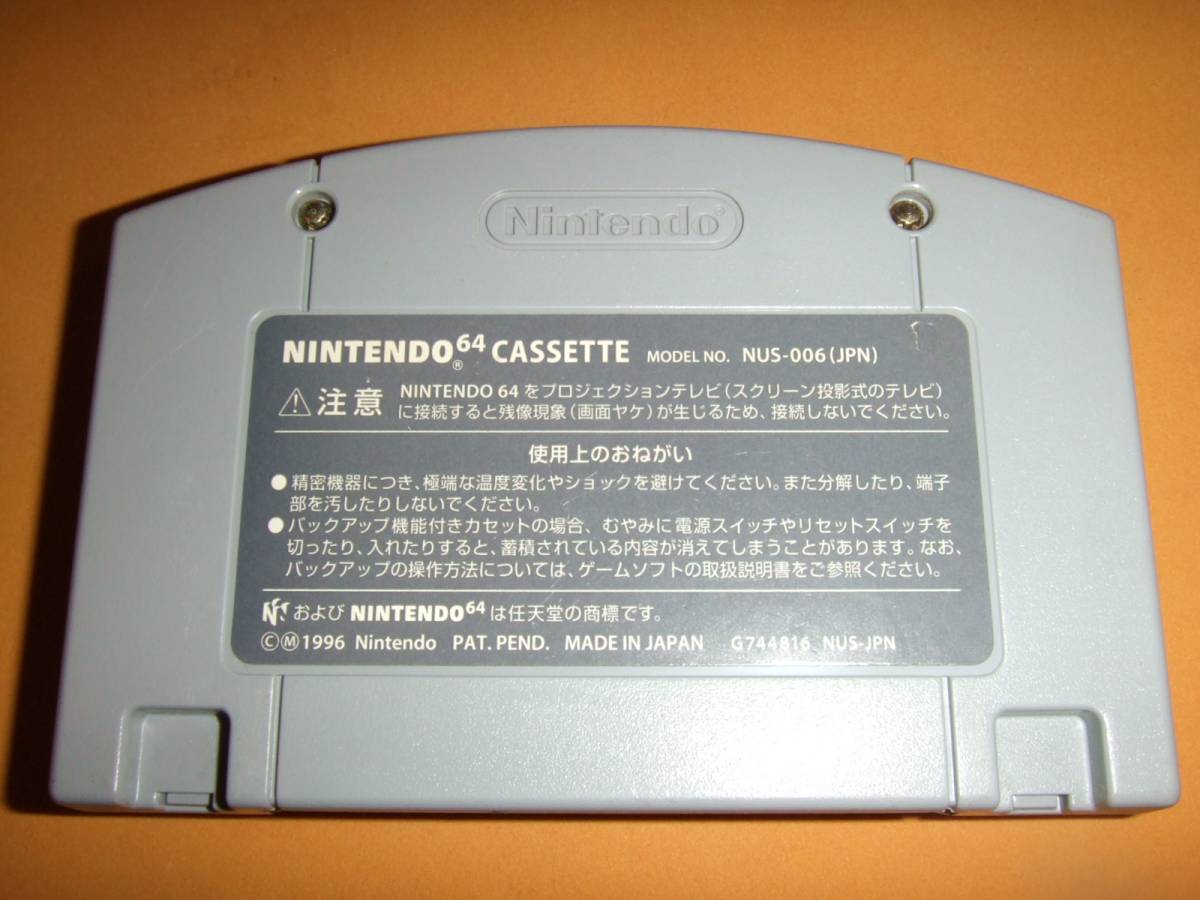 Nintendo®
NINTENDO64® CASSETTE MODEL NO. NUS-006(JPN)
⚠注意 NINTENDO 64をプロジェクションテレビ(スクリーン投影式のテレビ)
に接続すると残像現象(画面ヤケ)が生じるため、接続しないでください。
使用上のおねがい
●精密機器につき、極端な温度変化やショックを避けてください。また分解したり、端子
部を汚したりしないでください。
●バックアップ機能付きカセットの場合、むやみに電源スイッチやリセットスイッチを
切ったり、入れたりすると、蓄積されている内容が消えてしまうことがあります。なお、
バックアップの操作方法については、ゲームソフトの取扱説明書をご参照ください。
および NINTENDO64 は任天堂の商標です。
ⒸⓂ1996 Nintendo PAT. PEND. MADE IN JAPAN G744816 NUS-JPN